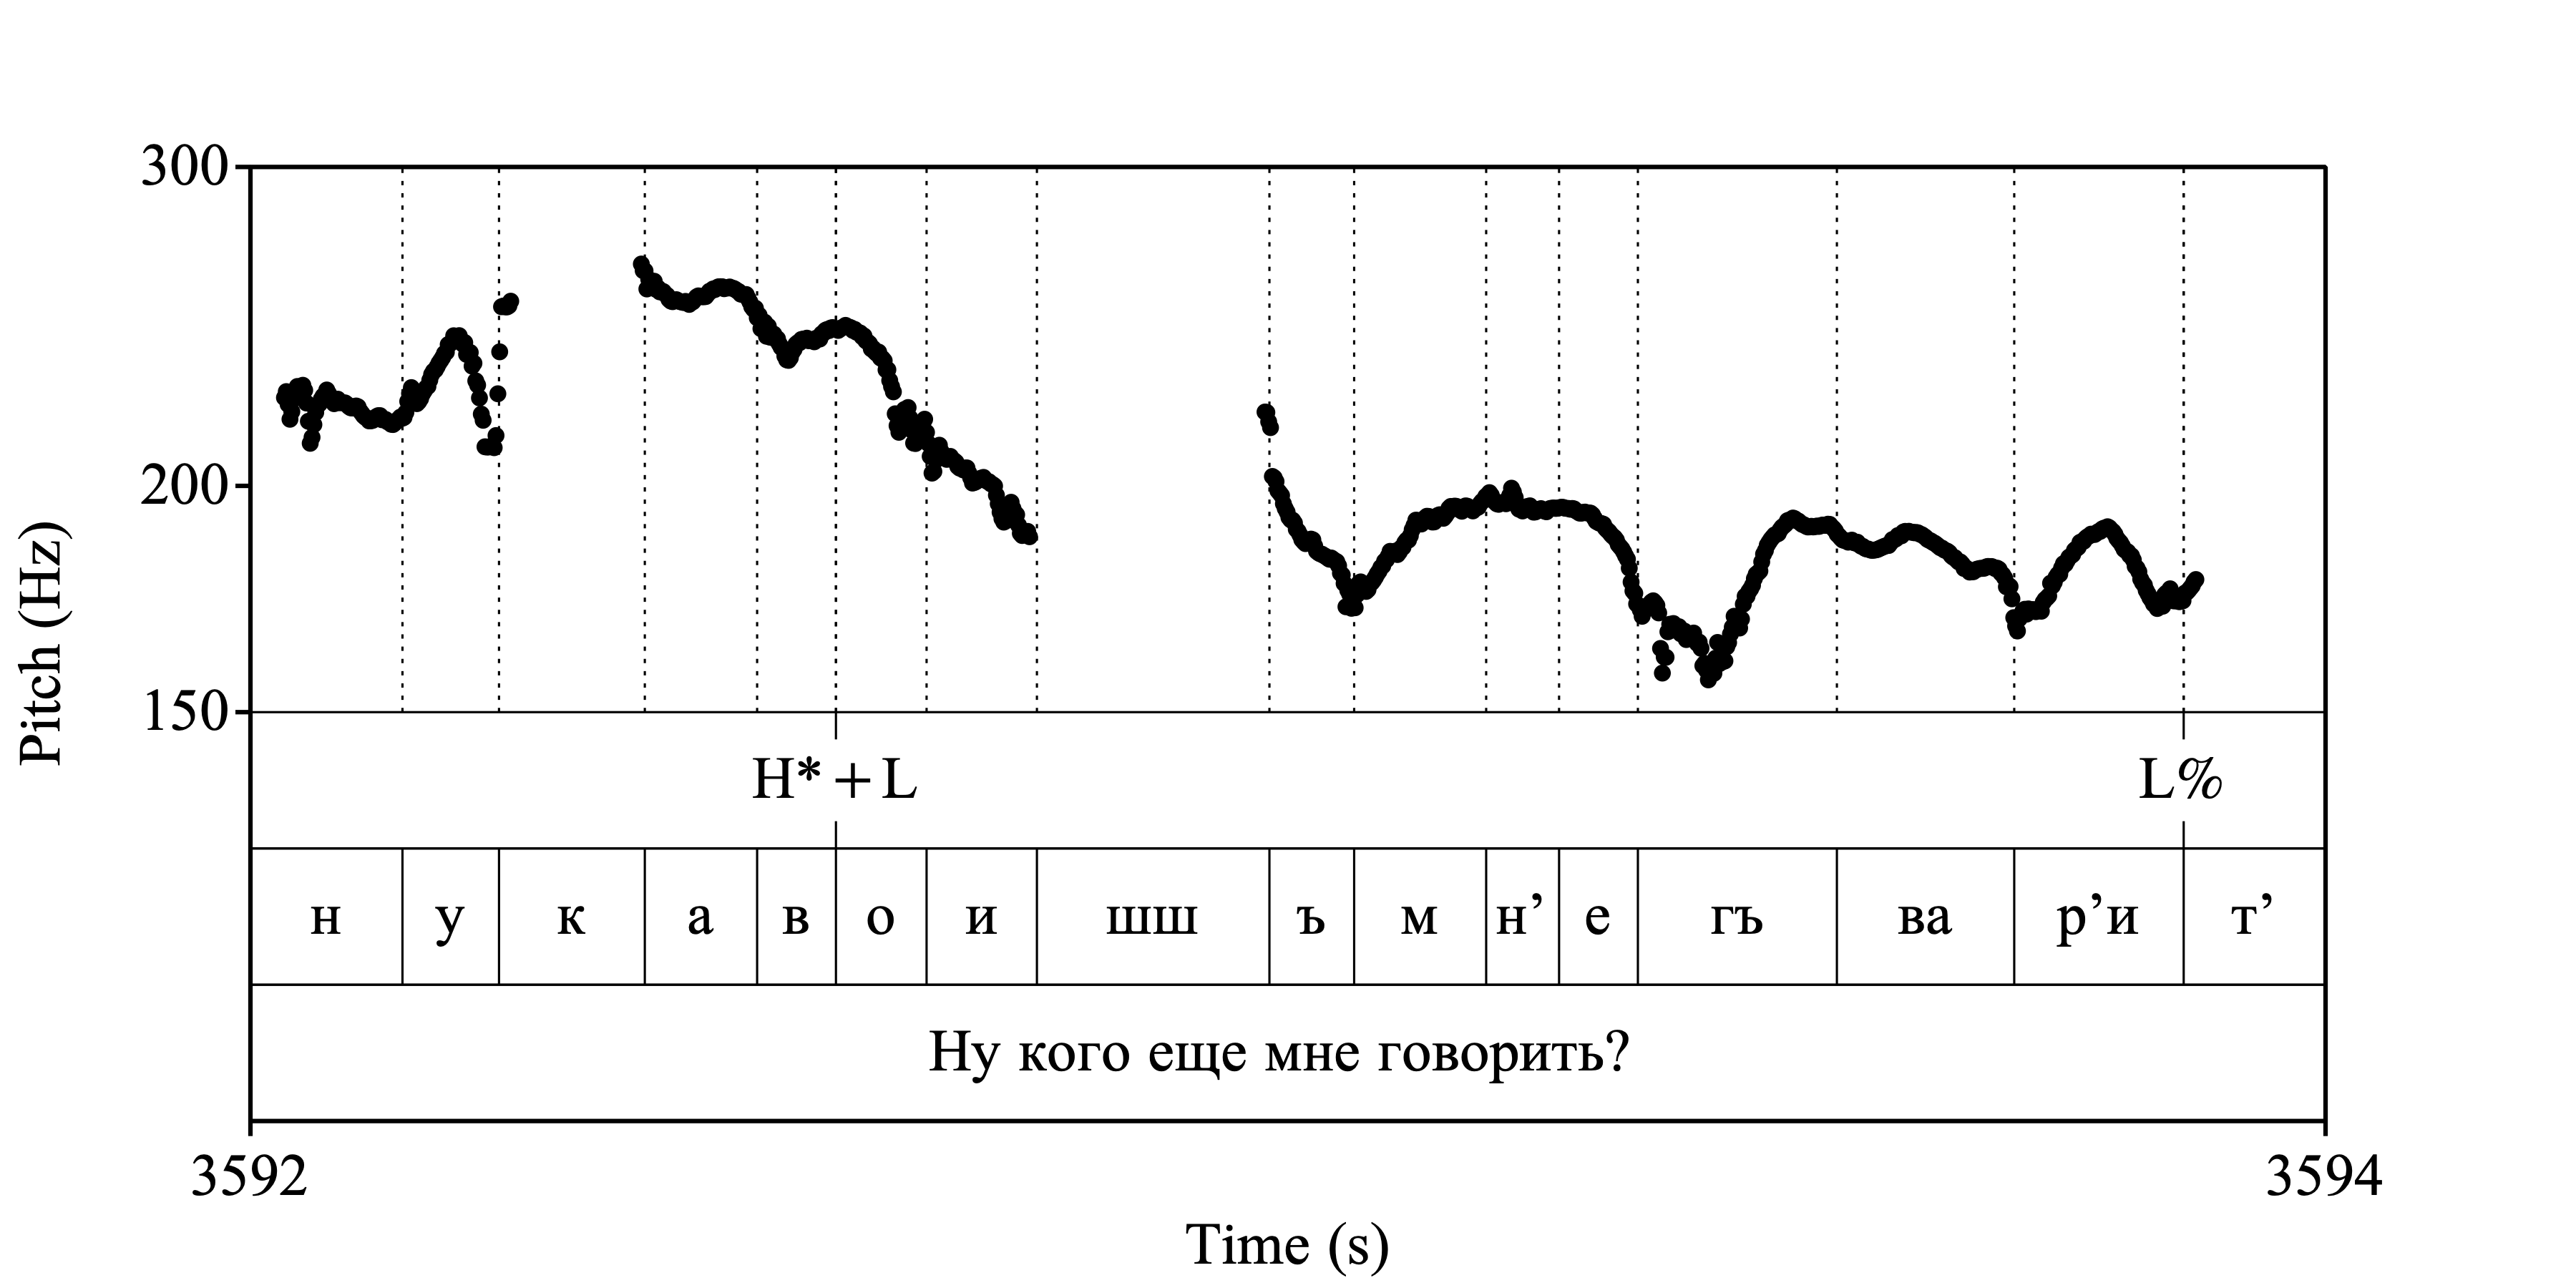 300
200
150
Pitch (Hz)
H* + L L%
н у к а в о и шш ъ м н’ е гъ ва р’и т’
Ну кого еще мне говорить?
3592 3594
Time (s)